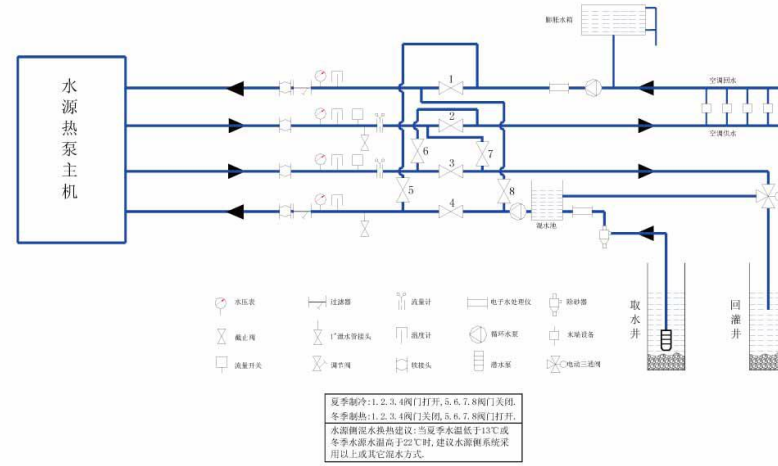 膨胀水箱
水源热泵主机
空调回水
空调供水
1
2
3
4
5
6
7
8
混水池
取水井
回灌井
水压表
过滤器
流量计
电子水处理仪
除砂器
截止阀
1"泄水管接头
温度计
循环水泵
末端设备
流量开关
调节阀
软接头
潜水泵
电动三通阀
夏季制冷:1.2.3.4阀门打开,5.6.7.8阀门关闭.
冬季制热:1.2.3.4阀门关闭,5.6.7.8阀门打开.
水源侧混水换热建议:当夏季水温低于13℃或
冬季水源水温高于22℃时,建议水源侧系统采
用以上或其它混水方式.